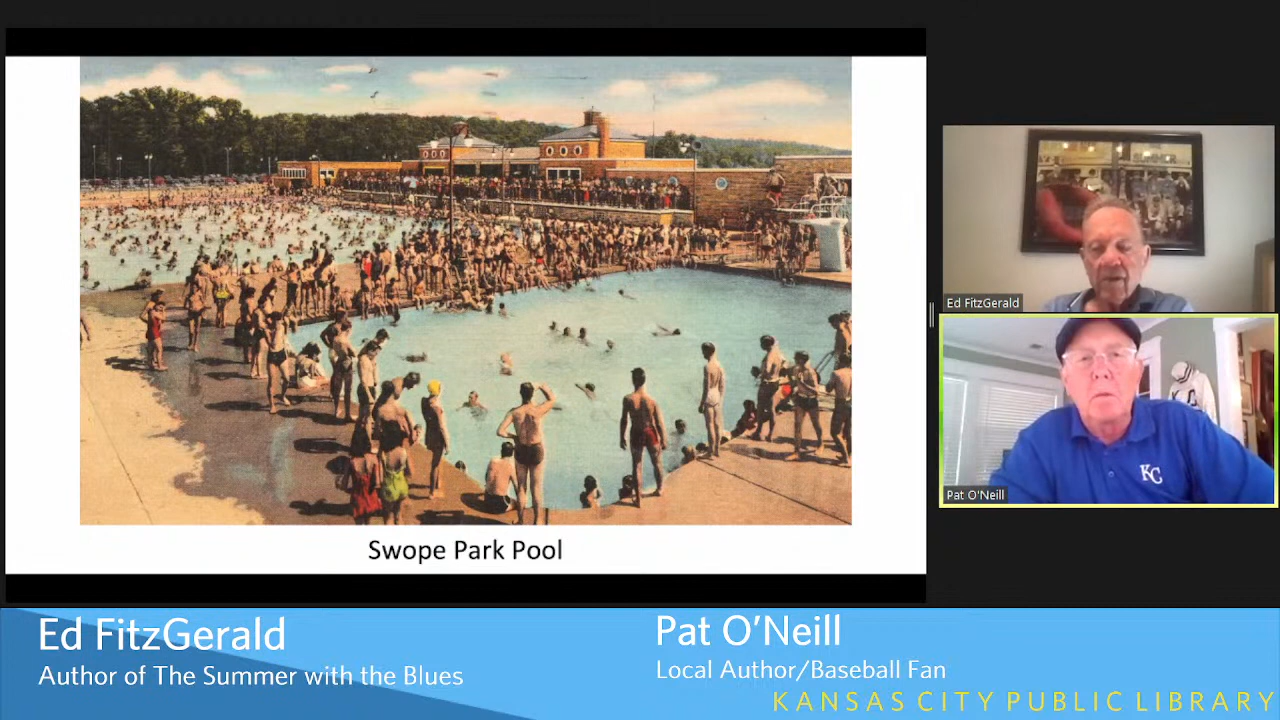 Swope Park Pool
Ed FitzGerald
KC
Pat O'Neill
Ed FitzGerald
Author of The Summer with the Blues
Pat O'Neill
Local Author/Baseball Fan
KANSAS CITY PUBLIC LIBRARY